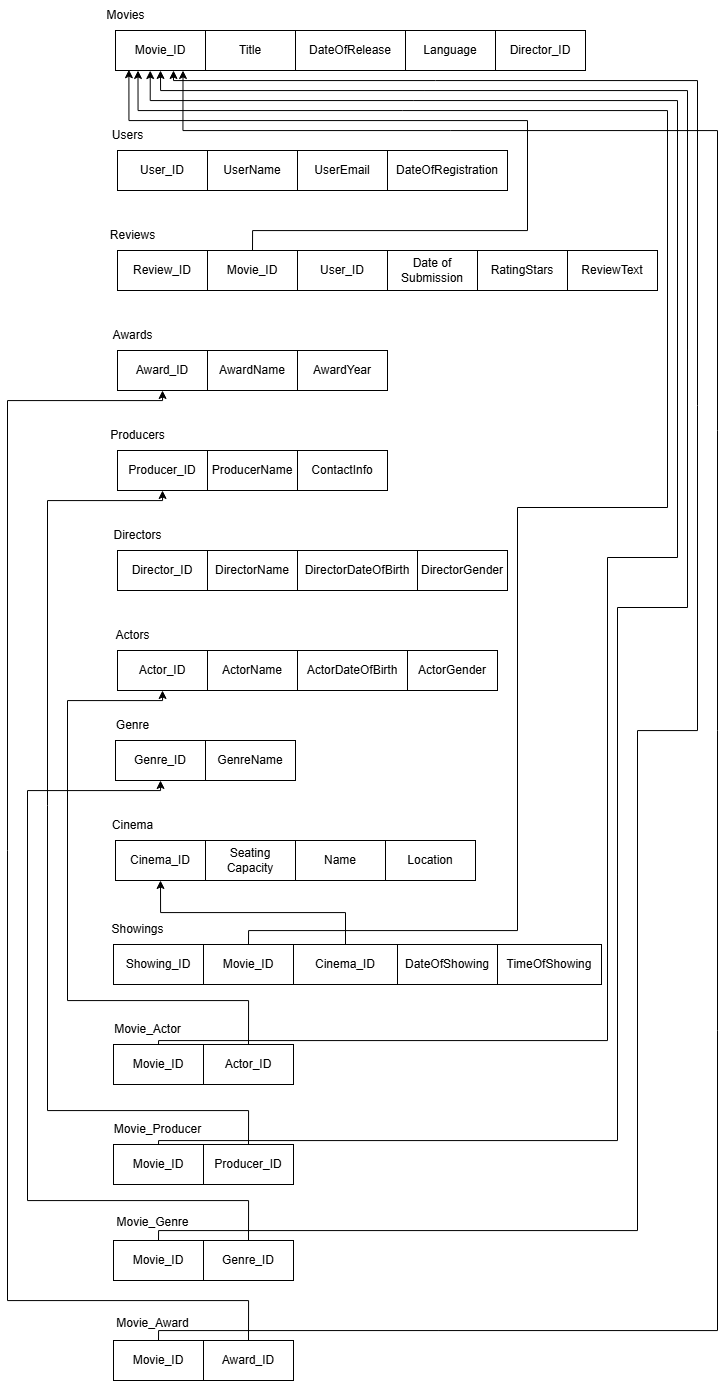 Movies
Movie_ID Title DateOfRelease Language Director_ID
Users
User_ID UserName UserEmail DateOfRegistration
Reviews
Review_ID Movie_ID User_ID Date of Submission RatingStars ReviewText
Awards
Award_ID AwardName AwardYear
Producers
Producer_ID ProducerName ContactInfo
Directors
Director_ID DirectorName DirectorDateOfBirth DirectorGender
Actors
Actor_ID ActorName ActorDateOfBirth ActorGender
Genre
Genre_ID GenreName
Cinema
Cinema_ID Seating Capacity Name Location
Showings
Showing_ID Movie_ID Cinema_ID DateOfShowing TimeOfShowing
Movie_Actor
Movie_ID Actor_ID
Movie_Producer
Movie_ID Producer_ID
Movie_Genre
Movie_ID Genre_ID
Movie_Award
Movie_ID Award_ID